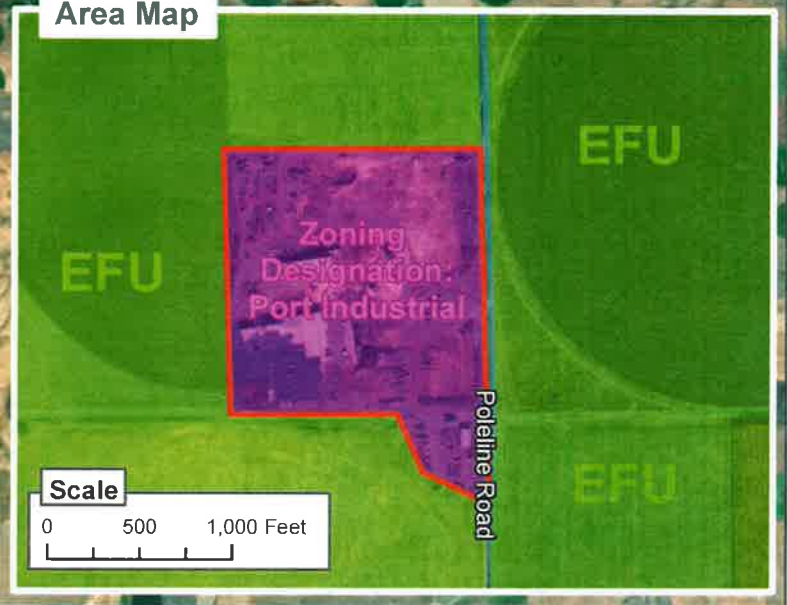 Area Map
EFU
Zoning
Designation:
Port Industrial
EFU
Poleline Road
EFU
Scale
0 500 1,000 Feet